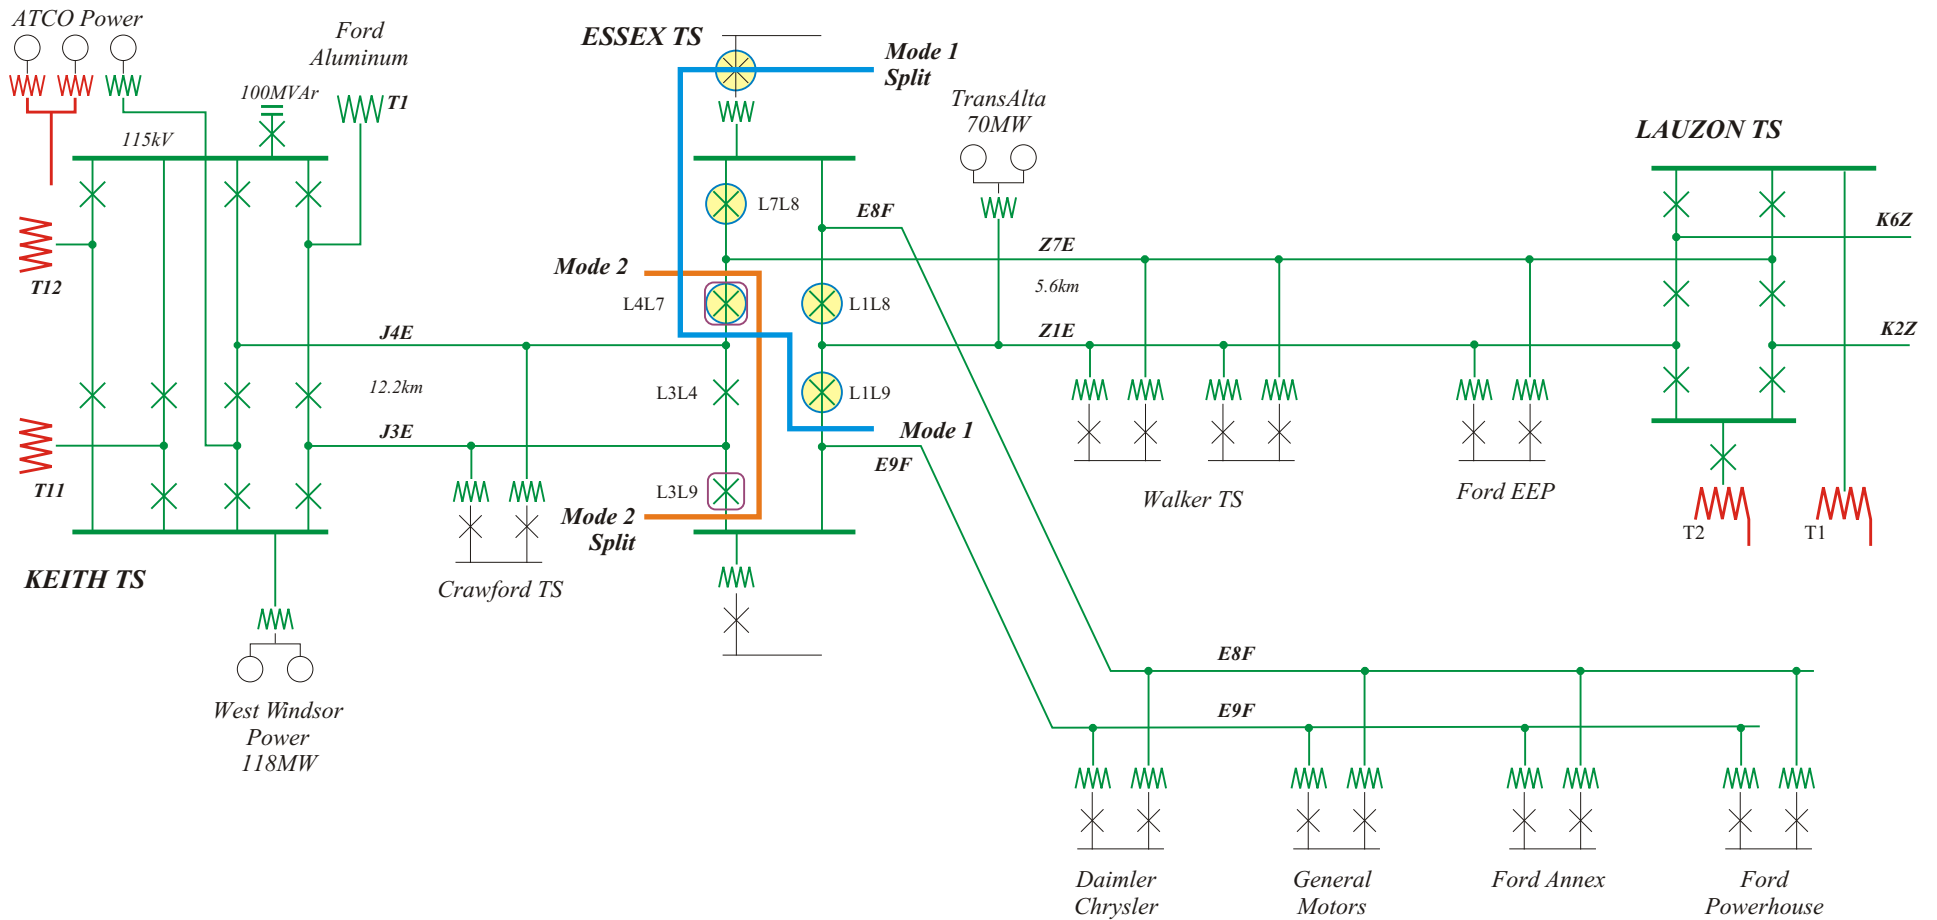 ATCO Power
Ford
Aluminum
100MVAr
T1
115kV
T12
T11
KEITH TS
West Windsor
Power
118MW
J4E
12.2km
J3E
Crawford TS
ESSEX TS
Mode 1
Split
L7L8
Mode 2
L4L7
L1L8
L3L4
L1L9
Mode 1
L3L9
Mode 2
Split
E8F
E9F
TransAlta
70MW
Z7E
5.6km
Z1E
Walker TS
Ford EEP
LAUZON TS
K6Z
K2Z
T2
T1
E8F
E9F
Daimler
Chrysler
General
Motors
Ford Annex
Ford
Powerhouse